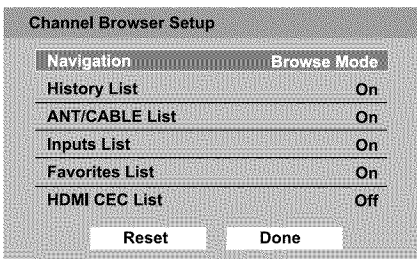 Channel Browser Setup
Navigation Browse Mode
History List On
ANT/CABLE List On
Inputs List On
Favorites List On
HDMI CEC List Off
Reset Done